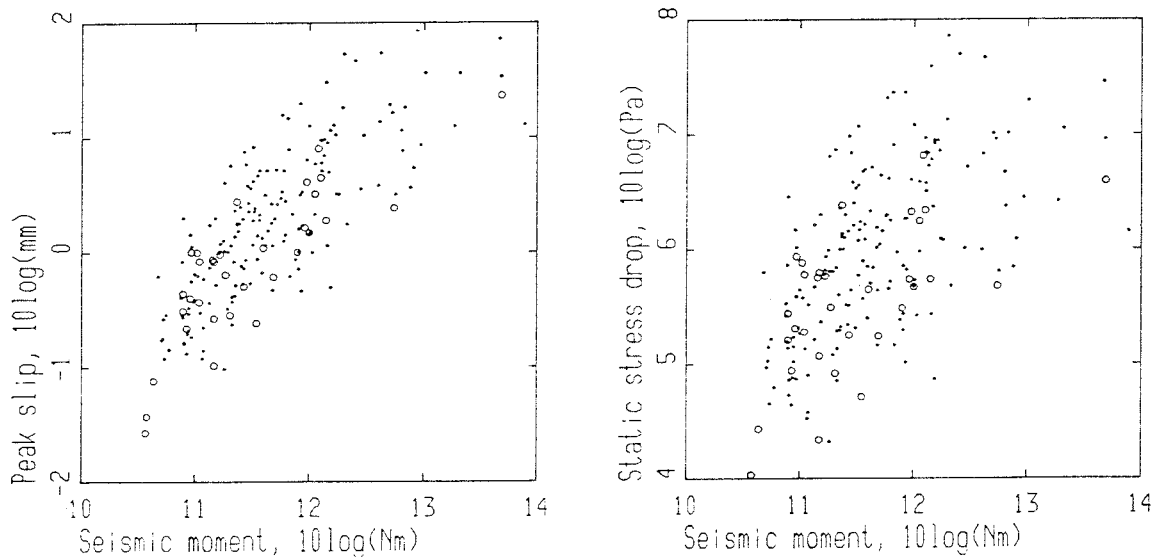 2
1
0
-1
-2
Peak slip, 10log(mm)
10 11 12 13 14
Seismic moment, 10log(Nm)
8
7
6
5
4
Static stress drop, 10log(Pa)
10 11 12 13 14
Seismic moment, 10log(Nm)